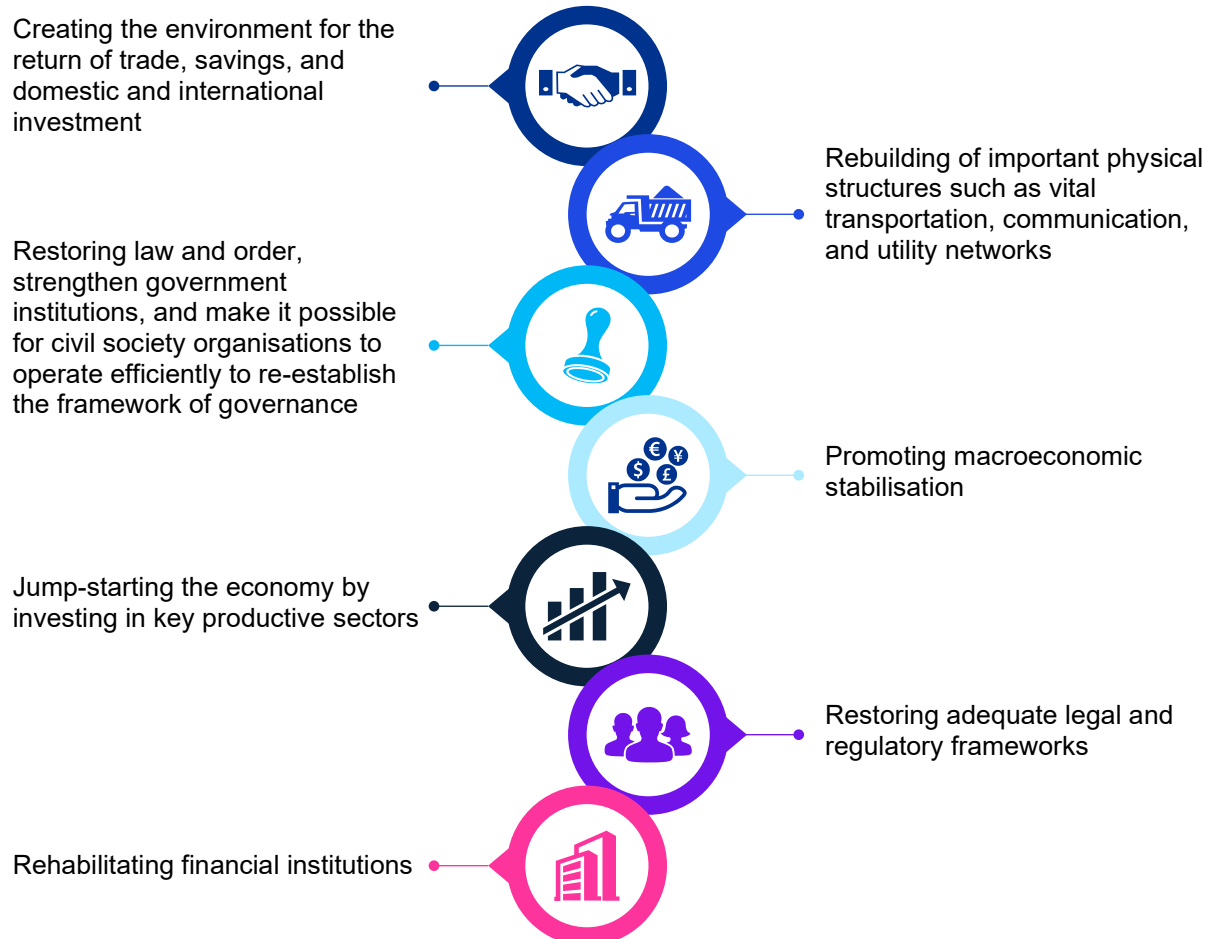 Creating the environment for the
return of trade, savings, and
domestic and international
investment
Rebuilding of important physical
structures such as vital
transportation, communication,
and utility networks
Restoring law and order,
strengthen government
institutions, and make it possible
for civil society organisations to
operate efficiently to re-establish
the framework of governance
€
¥
$
£
Promoting macroeconomic
stabilisation
Jump-starting the economy by
investing in key productive sectors
Restoring adequate legal and
regulatory frameworks
Rehabilitating financial institutions